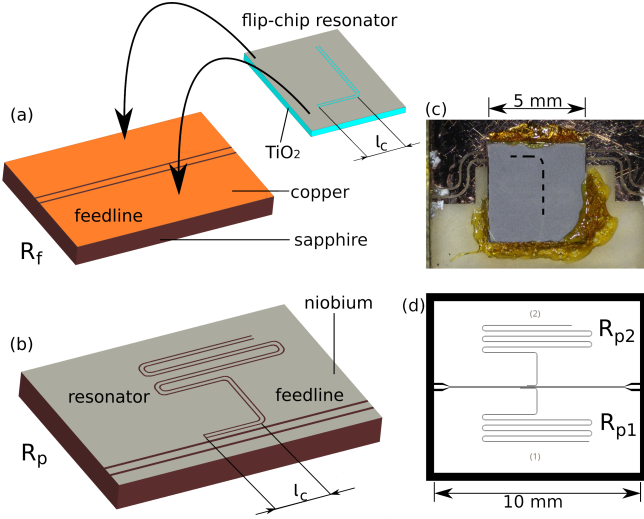 flip-chip resonator
(a)
TiO2
lc
copper
feedline
sapphire
Rf
(c)
5 mm
niobium
(b)
resonator
feedline
Rp
lc
(d)
(2)
Rp2
Rp1
(1)
10 mm